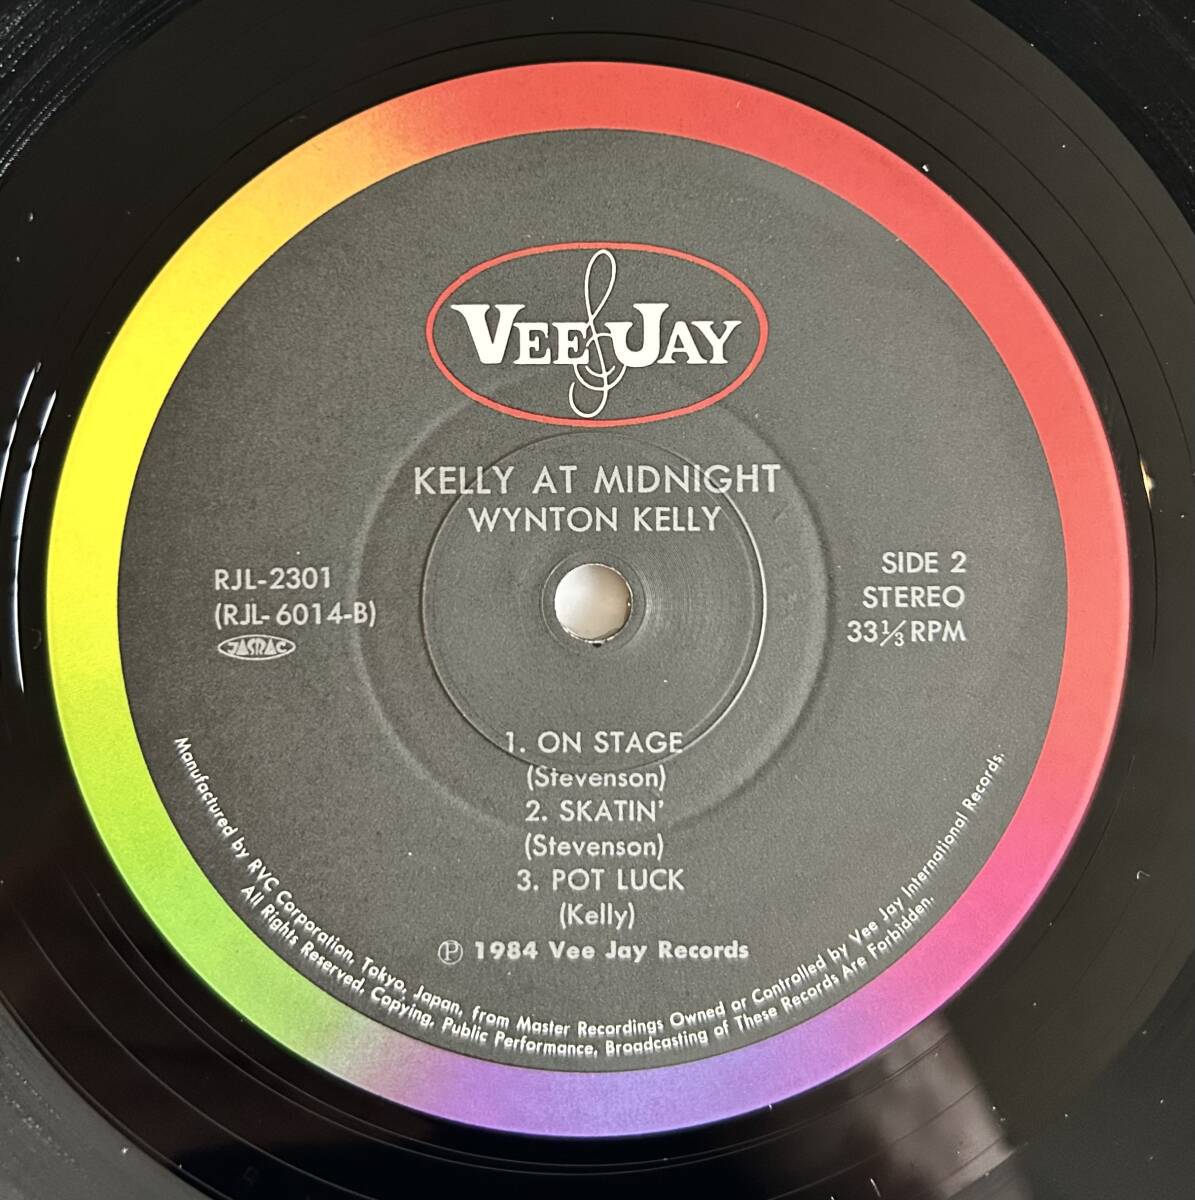 VEE JAY
KELLY AT MIDNIGHT
WYNTON KELLY
RJL-2301
(RJL-6014-B)
JASRAC
SIDE 2
STEREO
33 1/3 RPM
1. ON STAGE
(Stevenson)
2. SKATIN'
(Stevenson)
3. POT LUCK
(Kelly)
Ⓟ 1984 Vee Jay Records
Manufactured by RVC Corporation, Tokyo, Japan, from Master Recordings Owned or Controlled by Vee Jay International Records.
All Rights Reserved, Copying, Public Performance, Broadcasting of These Records Are Forbidden.